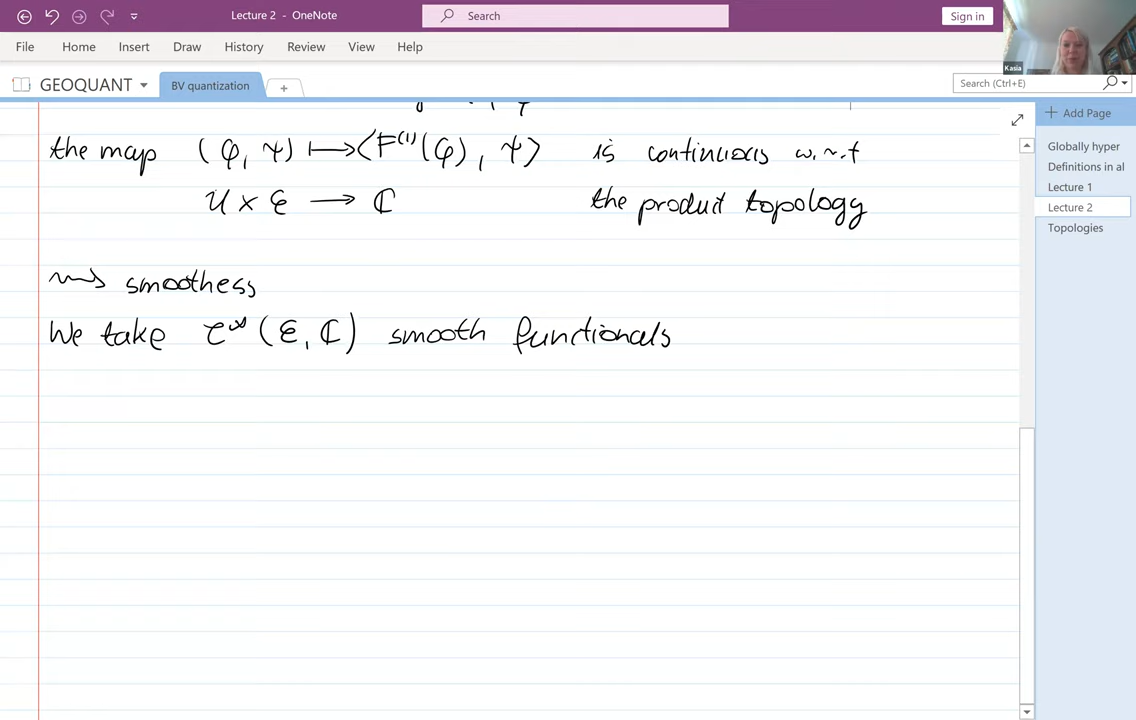 Lecture 2 - OneNote
Search
Sign in
File Home Insert Draw History Review View Help
Kasia
GEOQUANT
BV quantization
Search (Ctrl+E)
Add Page
the map (φ, ψ) ⟼ ⟨F⁽¹⁾(φ), ψ⟩ is continuous w.r.t
U × ℰ ⟶ ℂ the product topology
⇝ smoothess
We take 𝒞^∞ (ℰ, ℂ) smooth functionals
Globally hyper
Definitions in al
Lecture 1
Lecture 2
Topologies